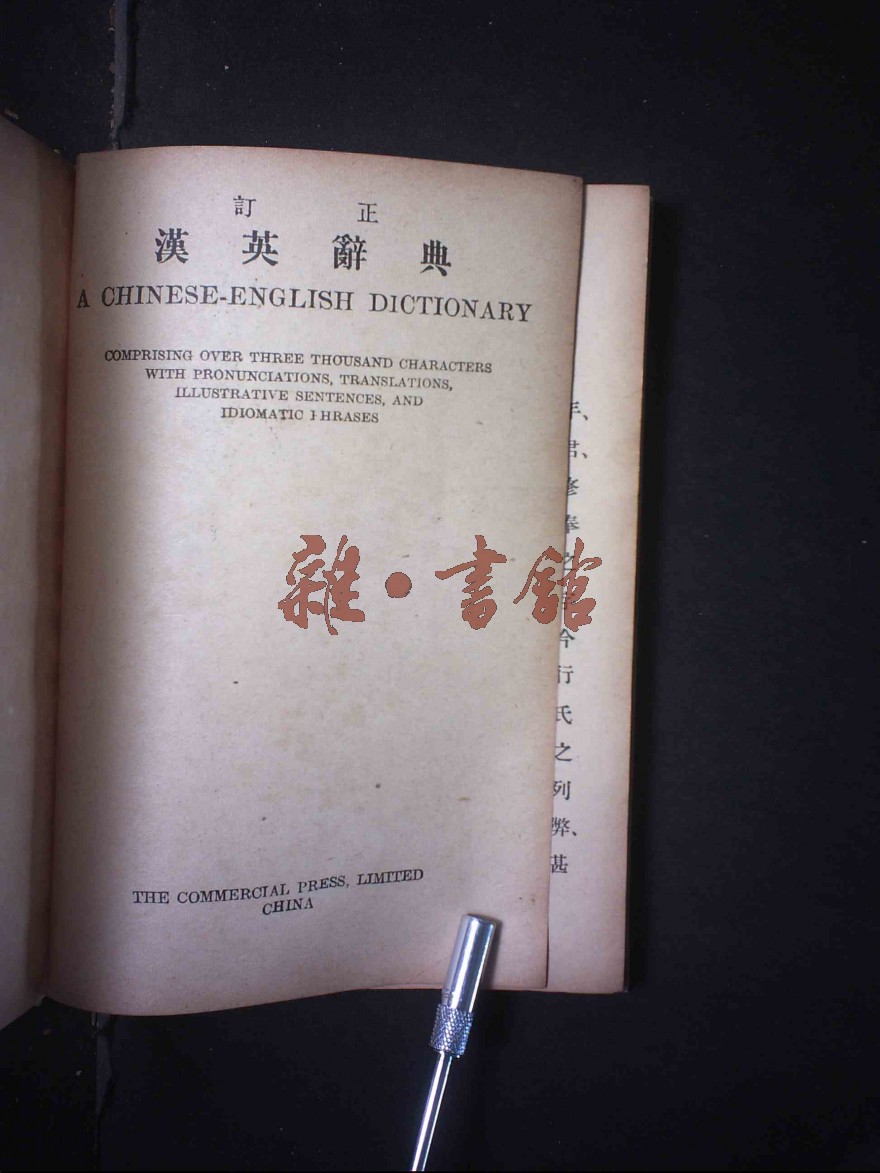 訂正
漢英辭典
A CHINESE-ENGLISH DICTIONARY
COMPRISING OVER THREE THOUSAND CHARACTERS
WITH PRONUNCIATIONS, TRANSLATIONS,
ILLUSTRATIVE SENTENCES, AND
IDIOMATIC PHRASES
雜·書館
THE COMMERCIAL PRESS, LIMITED
CHINA
今
行
氏
之
列
弊、
甚